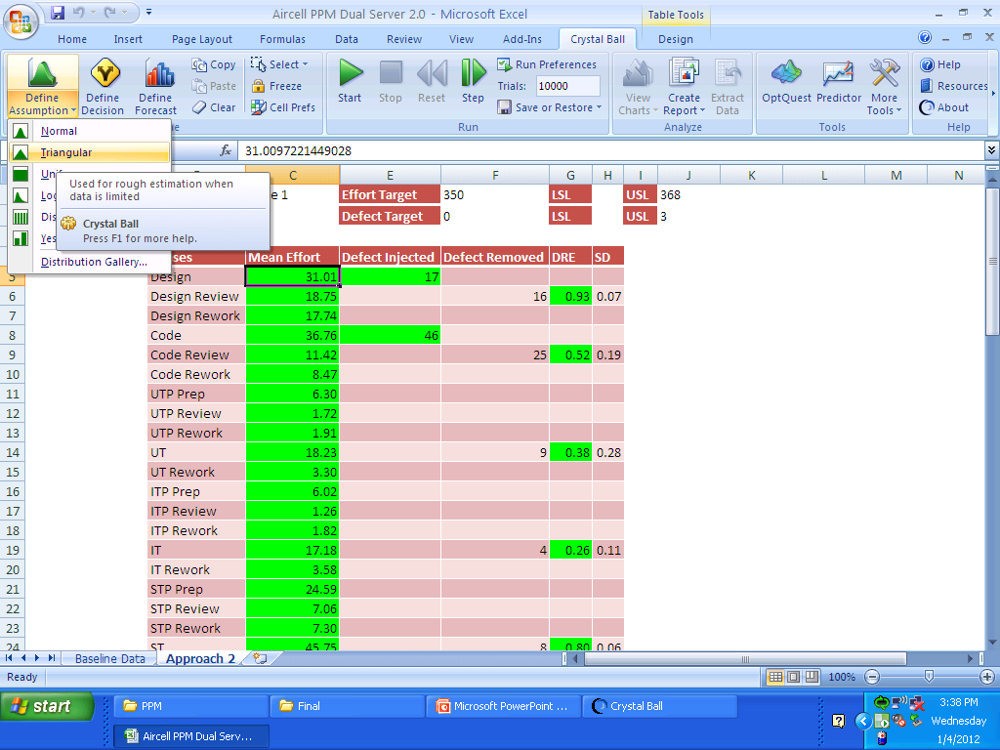 Aircell PPM Dual Server 2.0 - Microsoft Excel
Table Tools
Home Insert Page Layout Formulas Data Review View Add-Ins Crystal Ball Design
Define Assumption
Define Decision
Define Forecast
Copy
Paste
Clear
Select
Freeze
Cell Prefs
Start
Stop
Reset
Step
Run Preferences
Trials: 10000
Save or Restore
Run
View Charts
Create Report
Extract Data
Analyze
OptQuest
Predictor
More Tools
Tools
Help
Resources
About
Help
fx 31.0097221449028
Normal
Triangular
Used for rough estimation when
data is limited
Crystal Ball
Press F1 for more help.
Distribution Gallery...
C E F G H I J K L M N
Effort Target 350 LSL USL 368
Defect Target 0 LSL USL 3
Mean Effort Defect Injected Defect Removed DRE SD
5 Design 31.01 17
6 Design Review 18.75 16 0.93 0.07
7 Design Rework 17.74
8 Code 36.76 46
9 Code Review 11.42 25 0.52 0.19
10 Code Rework 8.47
11 UTP Prep 6.30
12 UTP Review 1.72
13 UTP Rework 1.91
14 UT 18.23 9 0.38 0.28
15 UT Rework 3.30
16 ITP Prep 6.02
17 ITP Review 1.26
18 ITP Rework 1.82
19 IT 17.18 4 0.26 0.11
20 IT Rework 3.58
21 STP Prep 24.59
22 STP Review 7.06
23 STP Rework 7.30
24 ST 45.75 8 0.80 0.06
Baseline Data Approach 2
Ready
100%
start
PPM
Final
Microsoft PowerPoint ...
Crystal Ball
Aircell PPM Dual Serv...
3:38 PM
Wednesday
1/4/2012